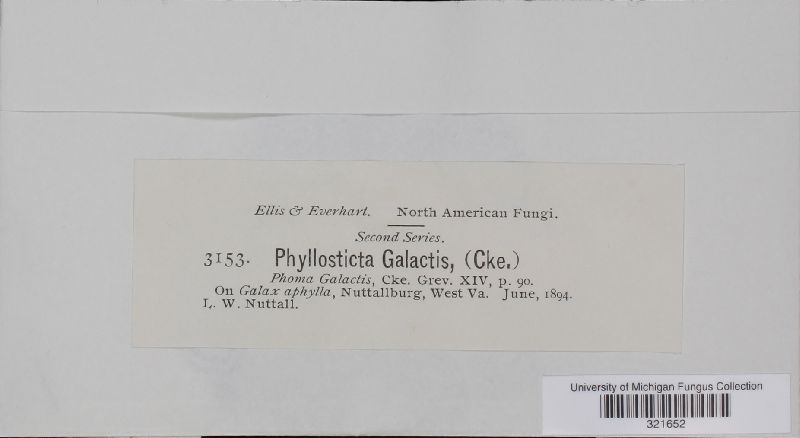 Ellis & Everhart. North American Fungi.
Second Series.
3153. Phyllosticta Galactis, (Cke.)
Phoma Galactis, Cke. Grev. XIV, p. 90.
On Galax aphylla, Nuttallburg, West Va. June, 1894.
L. W. Nuttall.
University of Michigan Fungus Collection
321652